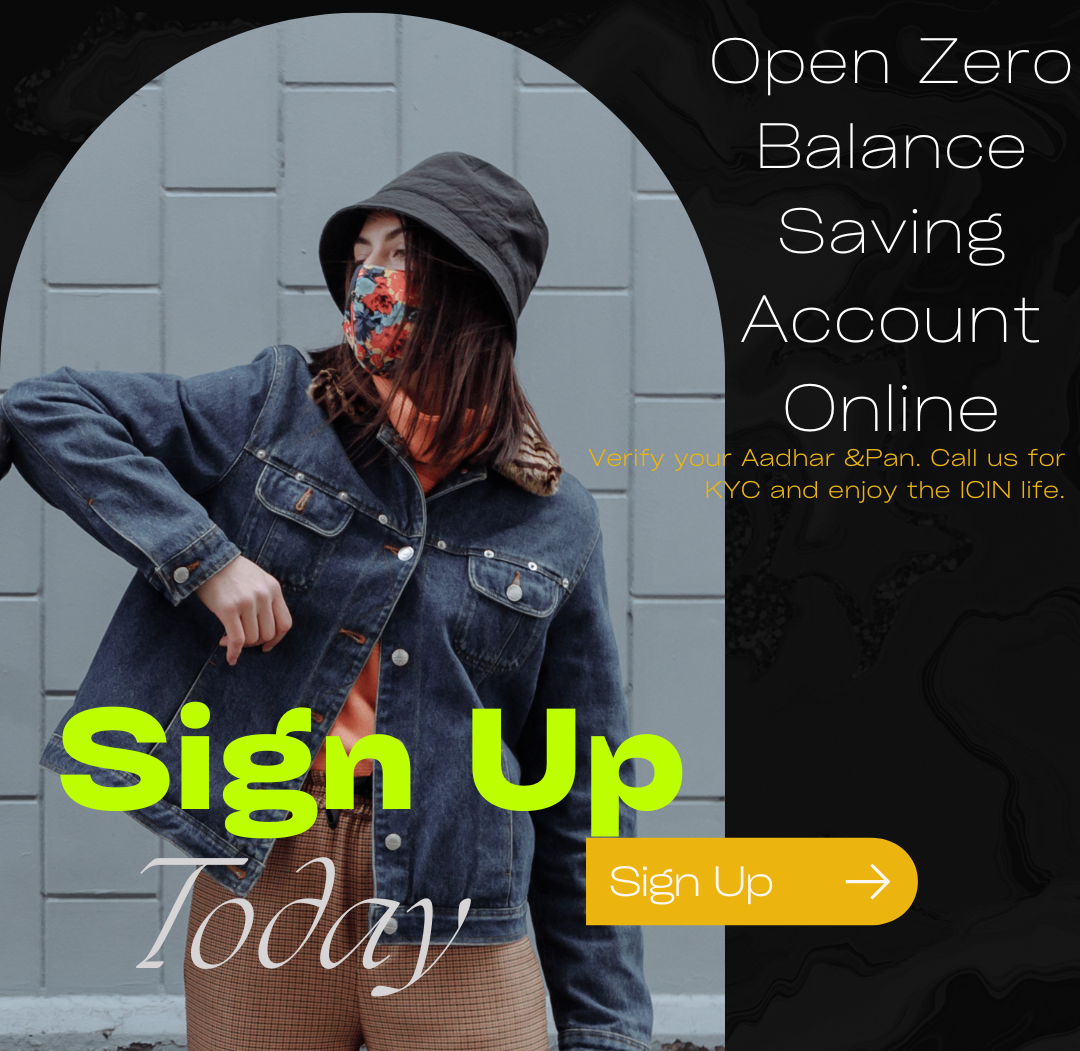 Open Zero
Balance
Saving
Account
Online
Verify your Aadhar &Pan. Call us for
KYC and enjoy the ICIN life.
Sign Up
Today
Sign Up